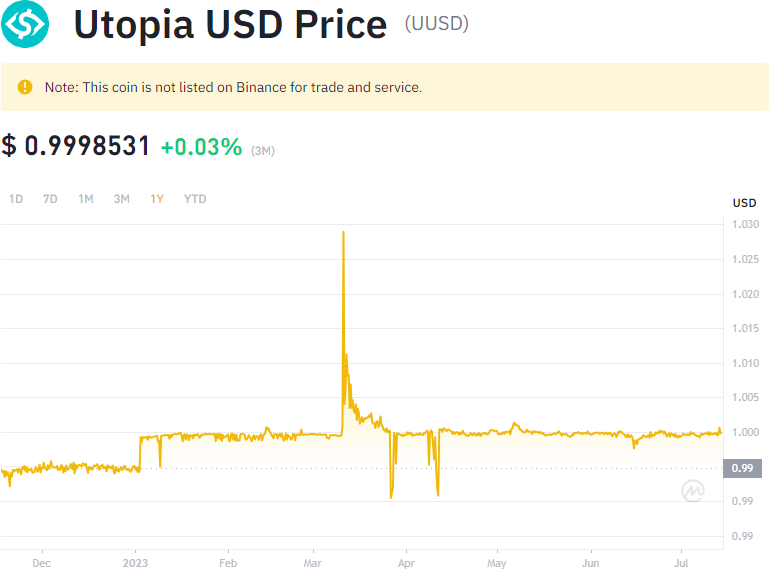 Utopia USD Price (UUSD)
Note: This coin is not listed on Binance for trade and service.
$ 0.9998531 +0.03% (3M)
1D 7D 1M 3M 1Y YTD
USD
1.030
1.025
1.020
1.015
1.010
1.005
1.000
0.99
0.99
0.99
Dec 2023 Feb Mar Apr May Jun Jul